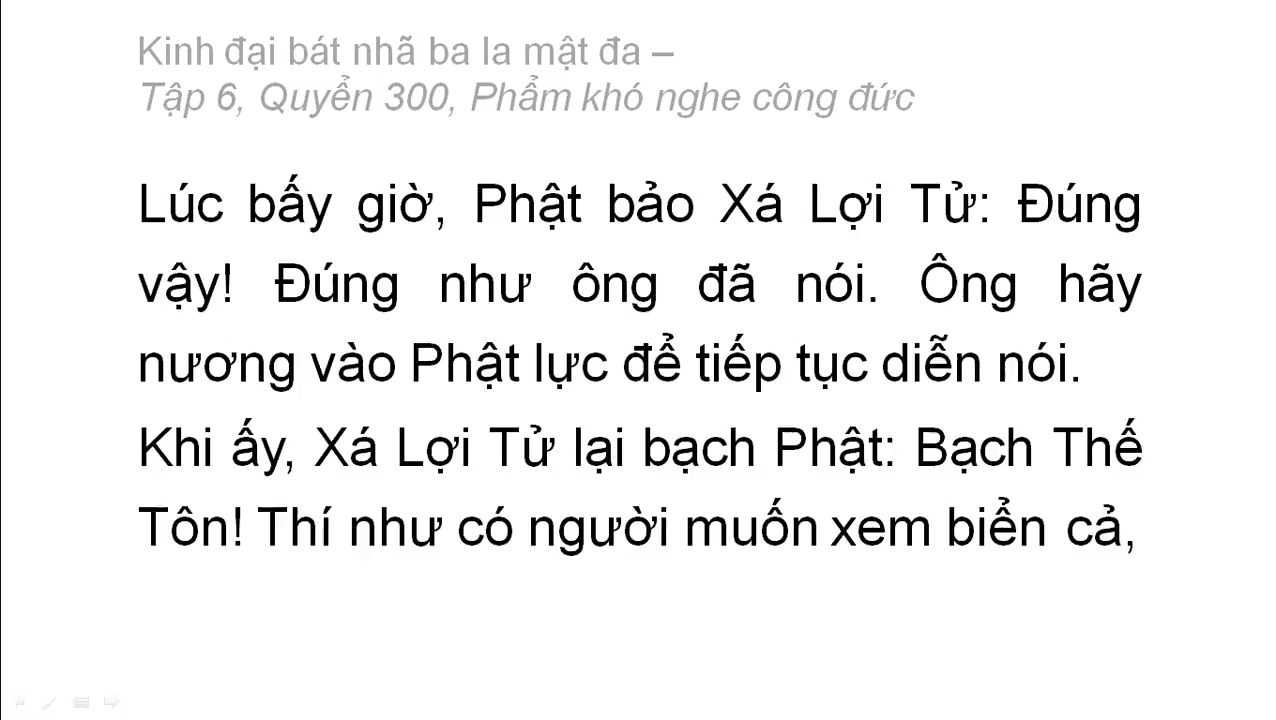 Kinh đại bát nhã ba la mật đa –
Tập 6, Quyển 300, Phẩm khó nghe công đức
Lúc bấy giờ, Phật bảo Xá Lợi Tử: Đúng
vậy! Đúng như ông đã nói. Ông hãy
nương vào Phật lực để tiếp tục diễn nói.
Khi ấy, Xá Lợi Tử lại bạch Phật: Bạch Thế
Tôn! Thí như có người muốn xem biển cả,